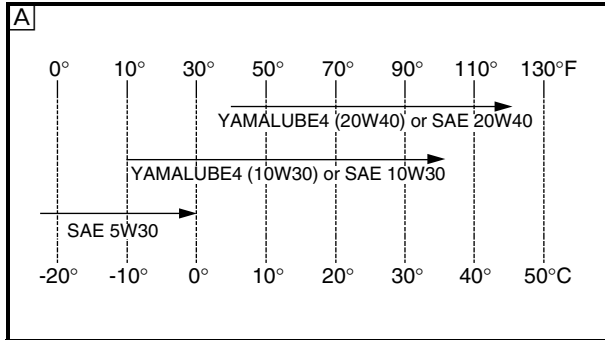 A
0° 10° 30° 50° 70° 90° 110° 130°F
YAMALUBE4 (20W40) or SAE 20W40
YAMALUBE4 (10W30) or SAE 10W30
SAE 5W30
-20° -10° 0° 10° 20° 30° 40° 50°C